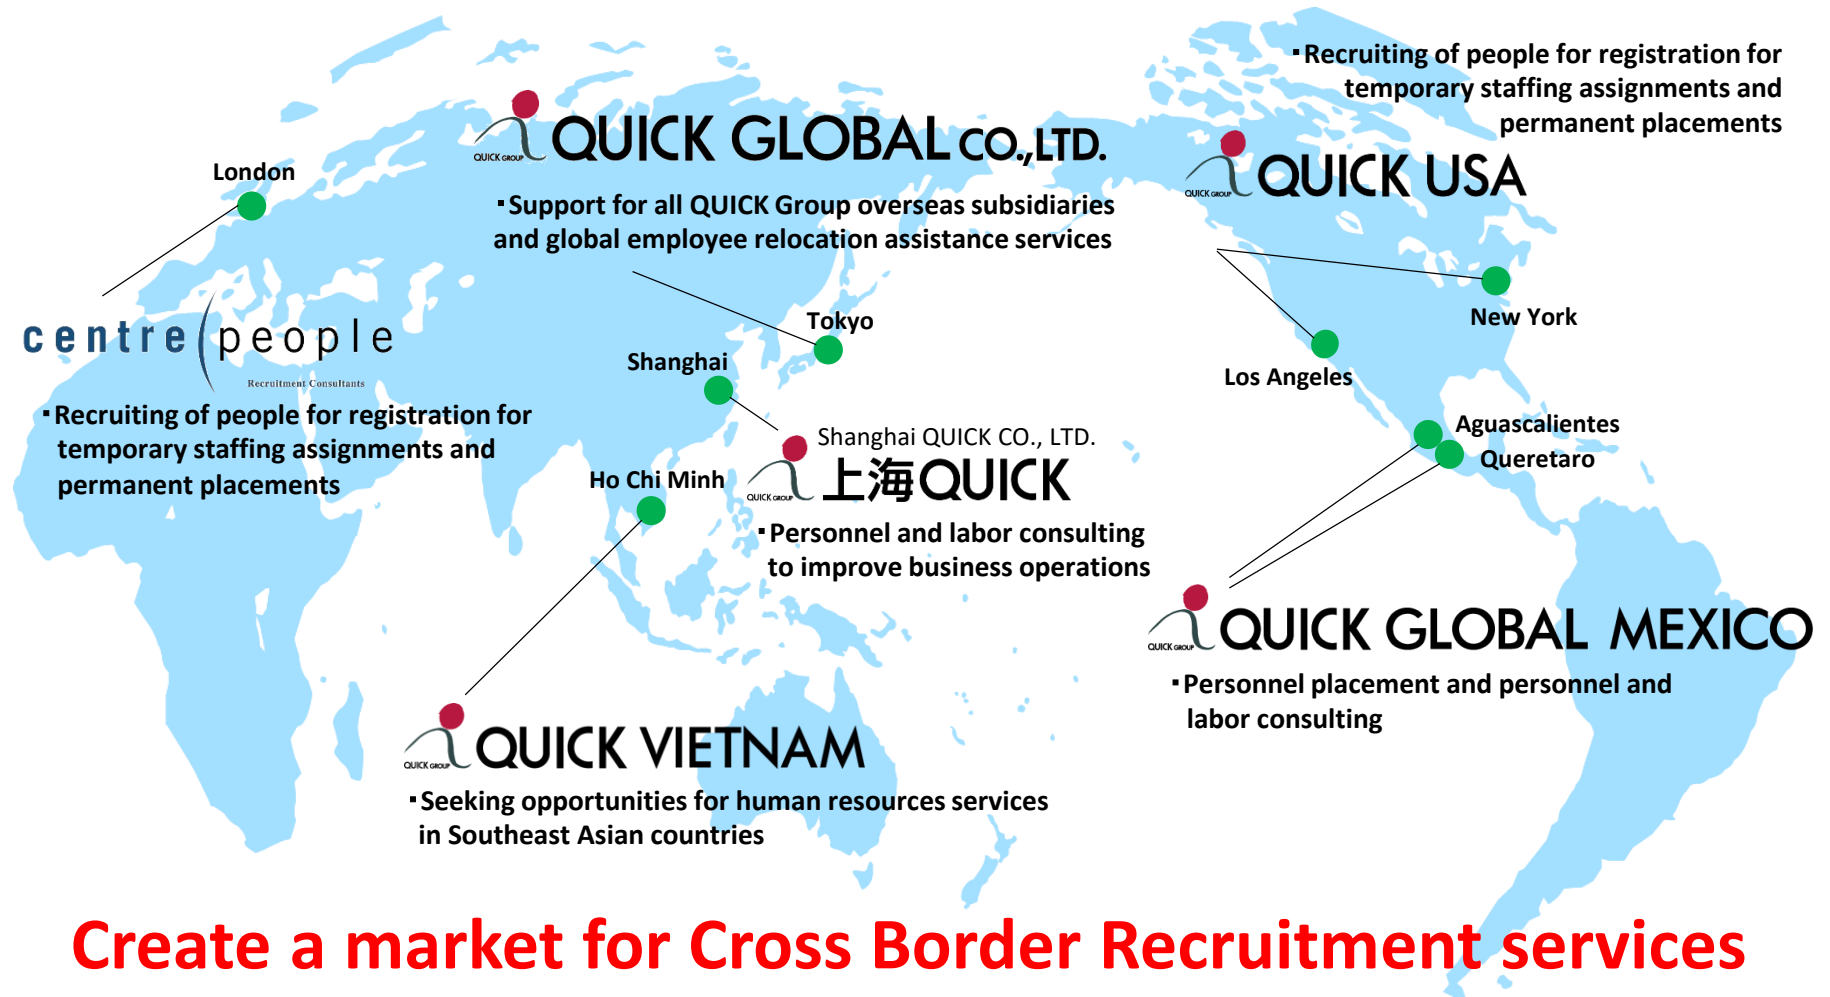 ▪Recruiting of people for registration for
temporary staffing assignments and
permanent placements
QUICK GROUP QUICK USA
New York
Los Angeles
QUICK GROUP QUICK GLOBAL CO.,LTD.
▪Support for all QUICK Group overseas subsidiaries
and global employee relocation assistance services
Tokyo
London
centre people
Recruitment Consultants
▪Recruiting of people for registration for
temporary staffing assignments and
permanent placements
Shanghai
Shanghai QUICK CO., LTD.
QUICK GROUP 上海QUICK
▪Personnel and labor consulting
to improve business operations
Aguascalientes
Queretaro
QUICK GROUP QUICK GLOBAL MEXICO
▪Personnel placement and personnel and
labor consulting
Ho Chi Minh
QUICK GROUP QUICK VIETNAM
▪Seeking opportunities for human resources services
in Southeast Asian countries
Create a market for Cross Border Recruitment services